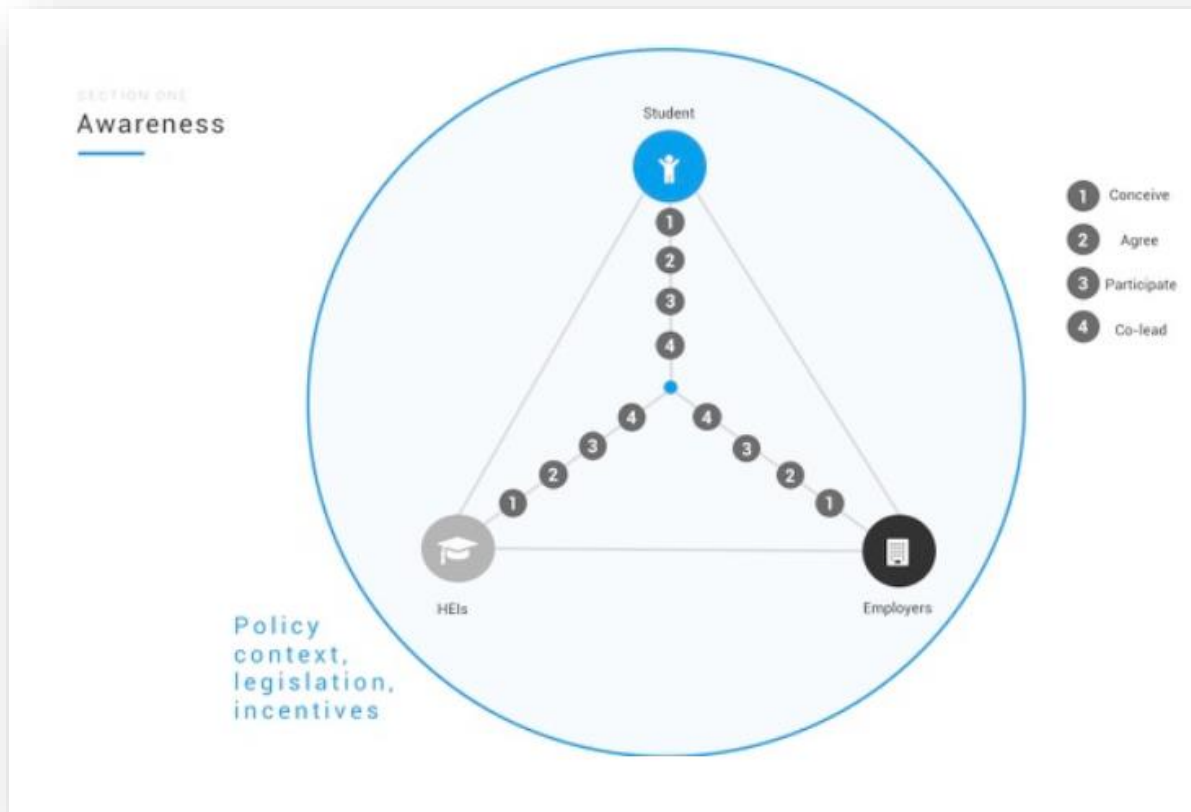 SECTION ONE
Awareness
Student
1
2
3
4
4
3
2
1
4
3
2
1
HEIs
Employers
1 Conceive
2 Agree
3 Participate
4 Co-lead
Policy
context,
legislation,
incentives